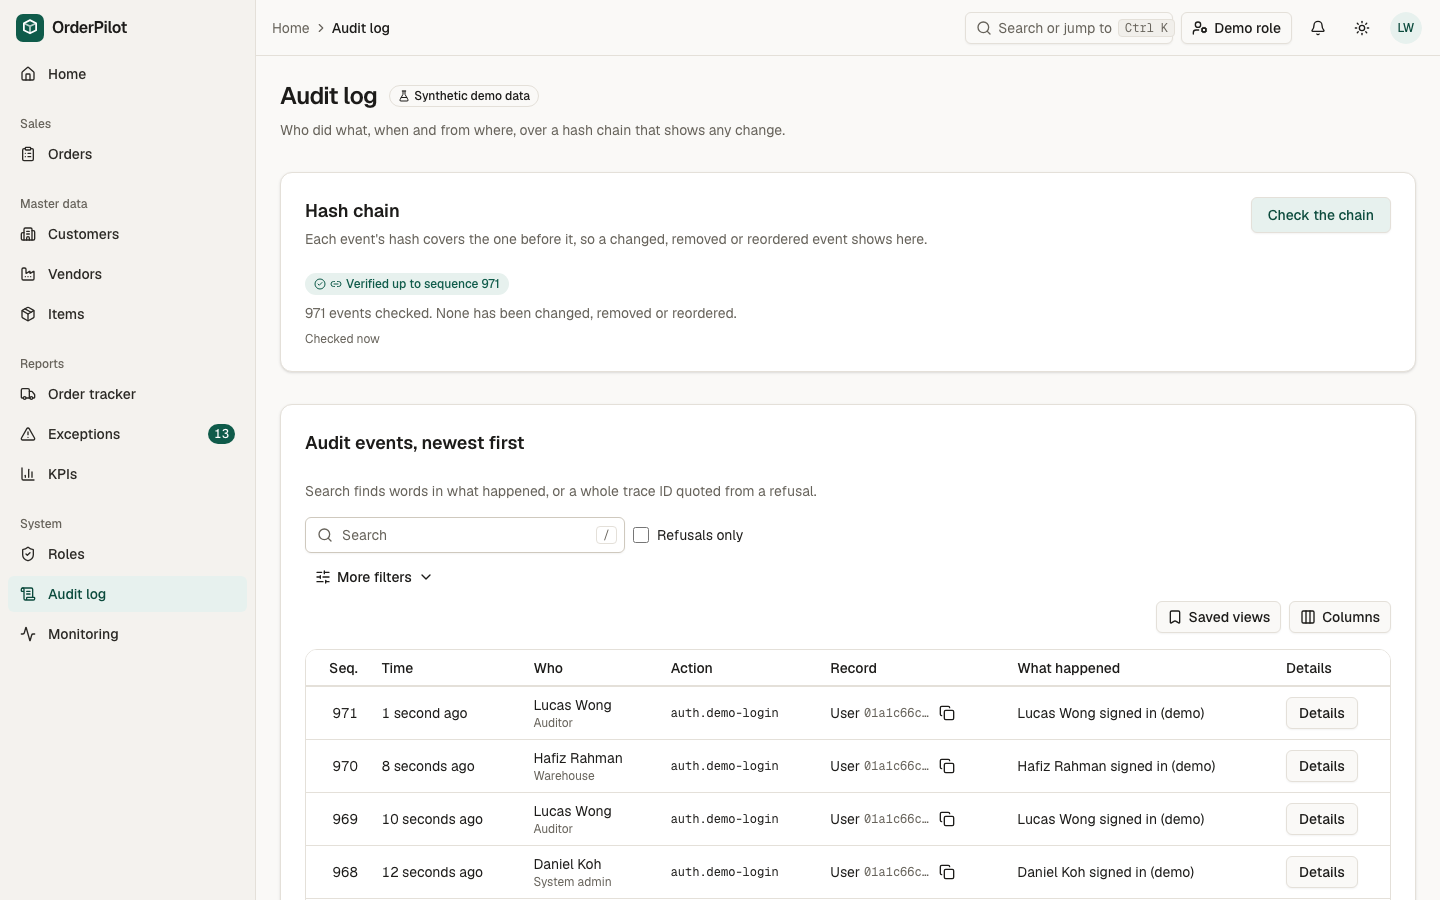 OrderPilot
Home
Sales
Orders
Master data
Customers
Vendors
Items
Reports
Order tracker
Exceptions 13
KPIs
System
Roles
Audit log
Monitoring
Home > Audit log
Search or jump to Ctrl K
Demo role
LW
Audit log
Synthetic demo data
Who did what, when and from where, over a hash chain that shows any change.
Hash chain
Each event's hash covers the one before it, so a changed, removed or reordered event shows here.
Check the chain
Verified up to sequence 971
971 events checked. None has been changed, removed or reordered.
Checked now
Audit events, newest first
Search finds words in what happened, or a whole trace ID quoted from a refusal.
Search /
Refusals only
More filters
Saved views
Columns
Seq. Time Who Action Record What happened Details
971 1 second ago Lucas Wong auth.demo-login User 01a1c66c… Lucas Wong signed in (demo) Details
Auditor
970 8 seconds ago Hafiz Rahman auth.demo-login User 01a1c66c… Hafiz Rahman signed in (demo) Details
Warehouse
969 10 seconds ago Lucas Wong auth.demo-login User 01a1c66c… Lucas Wong signed in (demo) Details
Auditor
968 12 seconds ago Daniel Koh auth.demo-login User 01a1c66c… Daniel Koh signed in (demo) Details
System admin